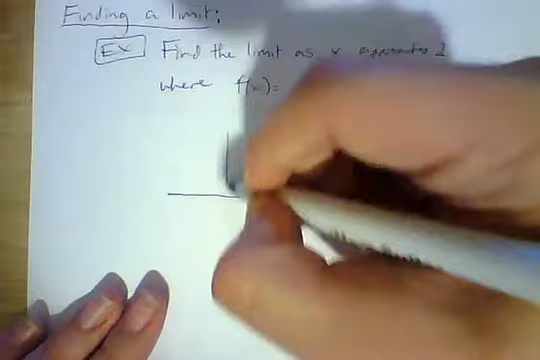 Finding a limit:
Ex Find the limit as x approaches 2
where f(x)=